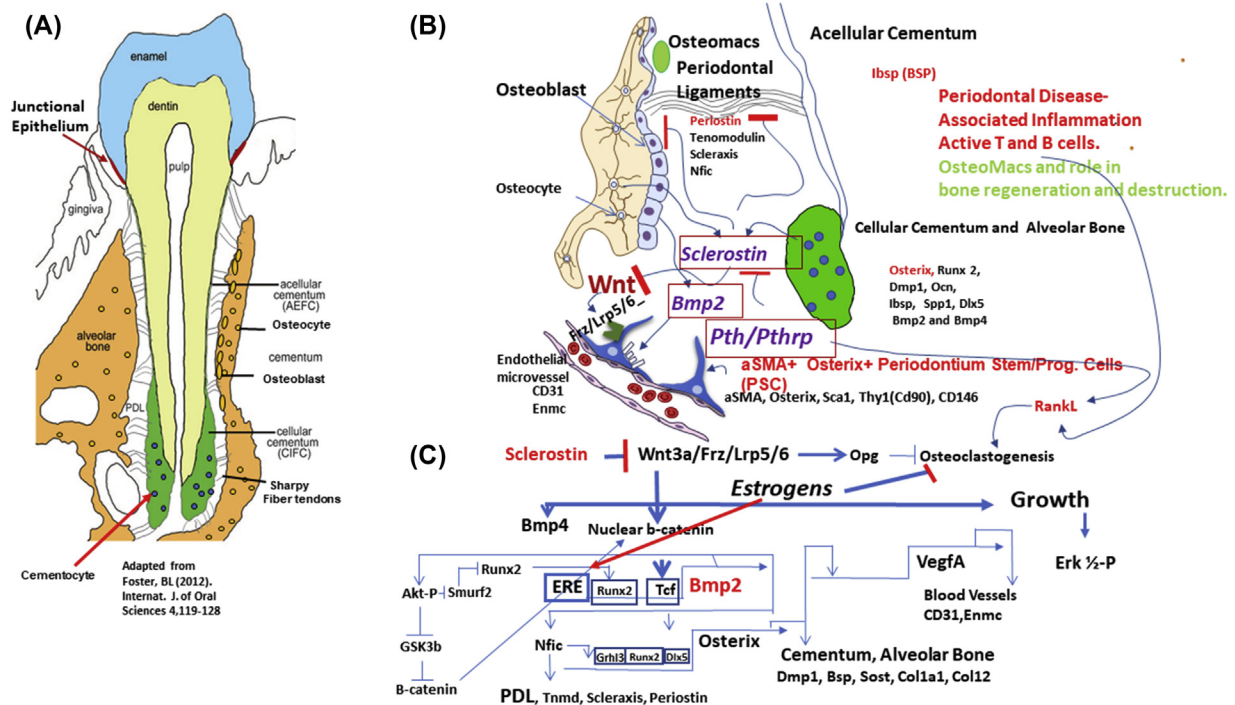 (A)
enamel
Junctional
Epithelium
dentin
pulp
gingiva
acellular
cementum
(AEFC)
Osteocyte
alveolar
bone
cementum
Osteoblast
PDL
cellular
cementum
(CIFC)
Sharpy
Fiber tendons
Cementocyte
Adapted from
Foster, BL (2012).
Internat. J. of Oral
Sciences 4,119-128
(B)
Osteomacs
Periodontal
Ligaments
Acellular Cementum
Ibsp (BSP)
Osteoblast
Periostin
Tenomodulin
Scleraxis
Nfic
Periodontal Disease-
Associated Inflammation
Active T and B cells.
OsteoMacs and role in
bone regeneration and destruction.
Osteocyte
Cellular Cementum and Alveolar Bone
Sclerostin
Osterix, Runx 2,
Dmp1, Ocn,
Ibsp, Spp1, Dlx5
Bmp2 and Bmp4
Wnt
Frz/Lrp5/6_
Bmp2
Pth/Pthrp
Endothelial
microvessel
CD31
Enmc
aSMA+ Osterix+ Periodontium Stem/Prog. Cells
(PSC)
aSMA, Osterix, Sca1, Thy1(Cd90), CD146
RankL
(C)
Sclerostin
Wnt3a/Frz/Lrp5/6
Opg
Osteoclastogenesis
Estrogens
Growth
Bmp4
Nuclear b-catenin
Erk ½-P
VegfA
Runx2
Akt-P
Smurf2
ERE
Runx2
Tcf
Bmp2
Blood Vessels
CD31,Enmc
GSK3b
Nfic
Grhl3
Runx2
Dlx5
Osterix
Cementum, Alveolar Bone
Dmp1, Bsp, Sost, Col1a1, Col12
B-catenin
PDL, Tnmd, Scleraxis, Periostin